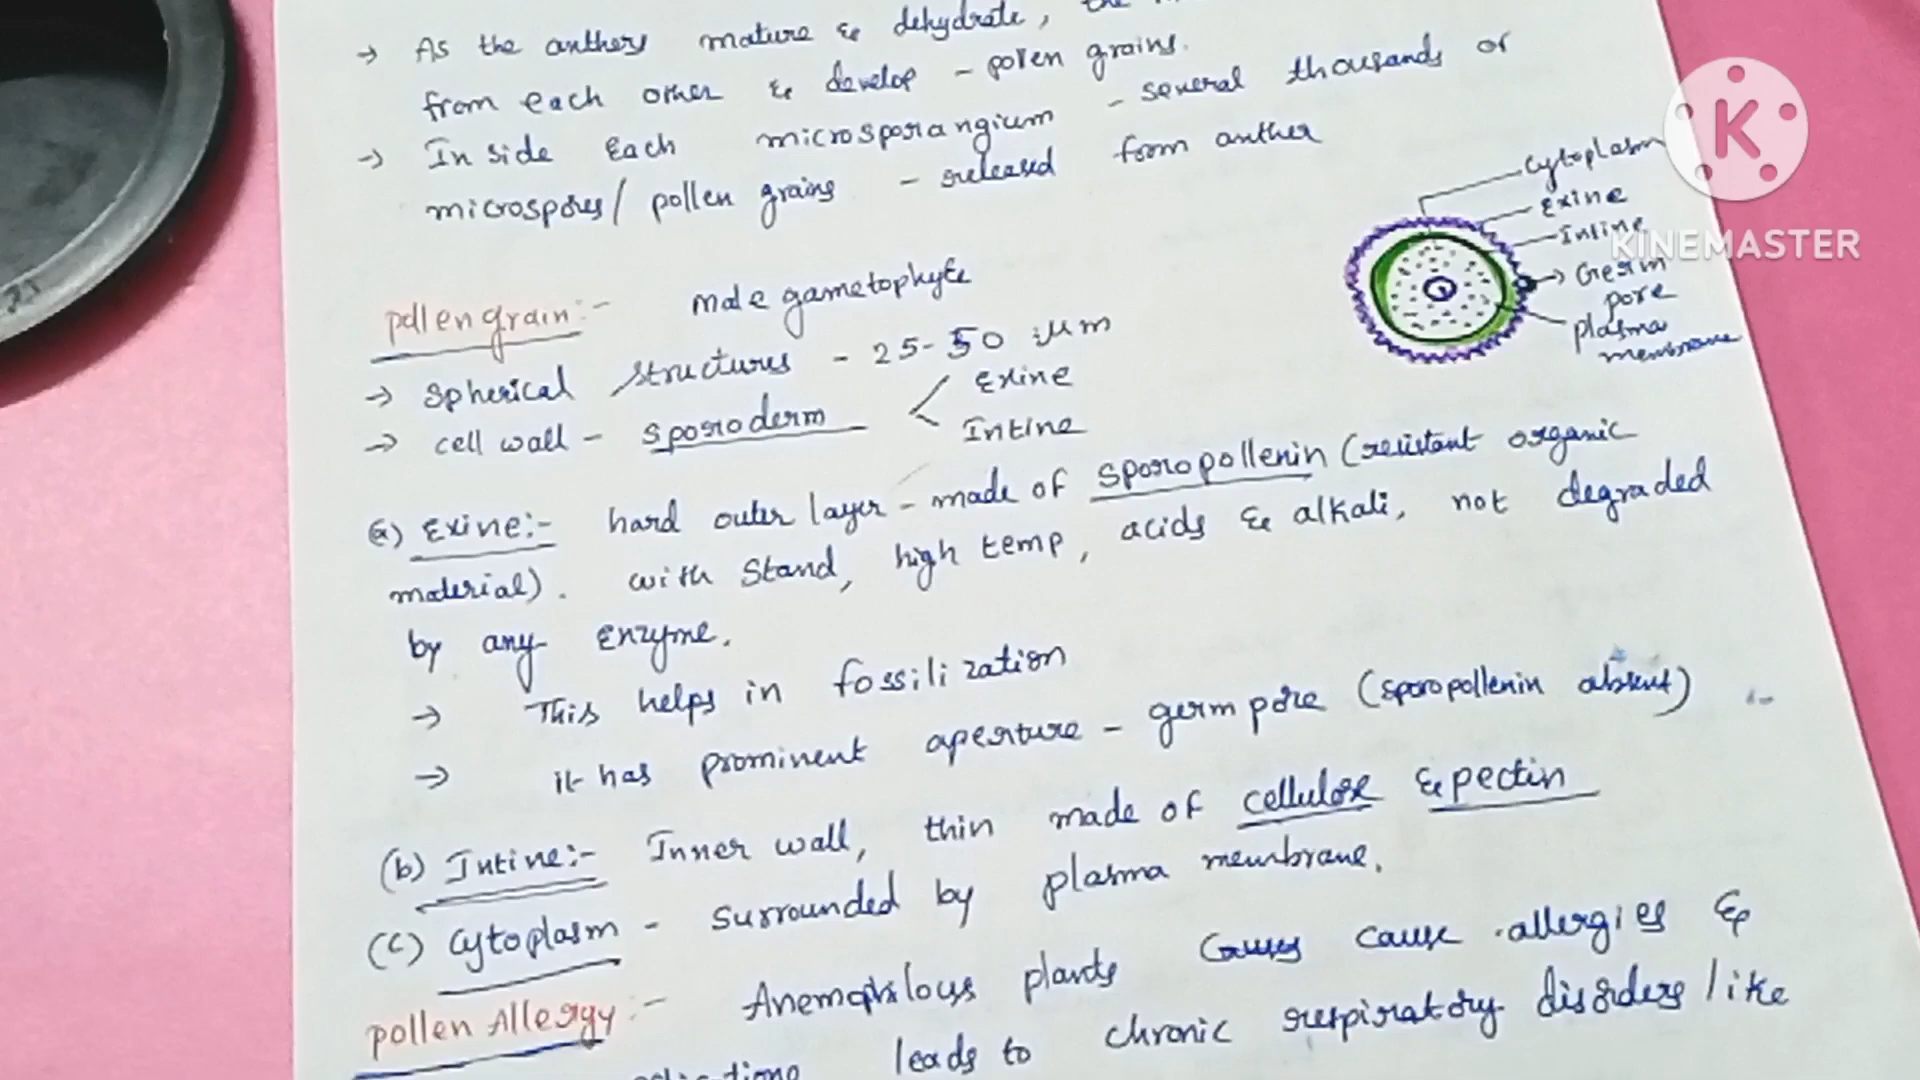 → As the anthers mature & dehydrate, the
from each other & develop - pollen grains.
→ Inside Each microsporangium - several thousands of
microspores/ pollen grains - released from anther
pollen grain:- male gametophyte
→ Spherical structures - 25-50 µm
→ cell wall - sporoderm < Exine
Intine
(a) Exine:- hard outer layer - made of sporopollenin (resistant organic
material). with stand, high temp, acids & alkali, not degraded
by any enzyme.
→ This helps in fossilization
→ it has prominent aperture - germ pore (sporopollenin absent)
(b) Intine:- Inner wall, thin made of cellulose & pectin
(c) Cytoplasm - surrounded by plasma membrane.
pollen Allergy:- Anemophilous plants causes cause allergies &
leads to chronic respiratory disorders like
cytoplasm
Exine
Intine
Germ
pore
plasma
membrane
K
KINEMASTER